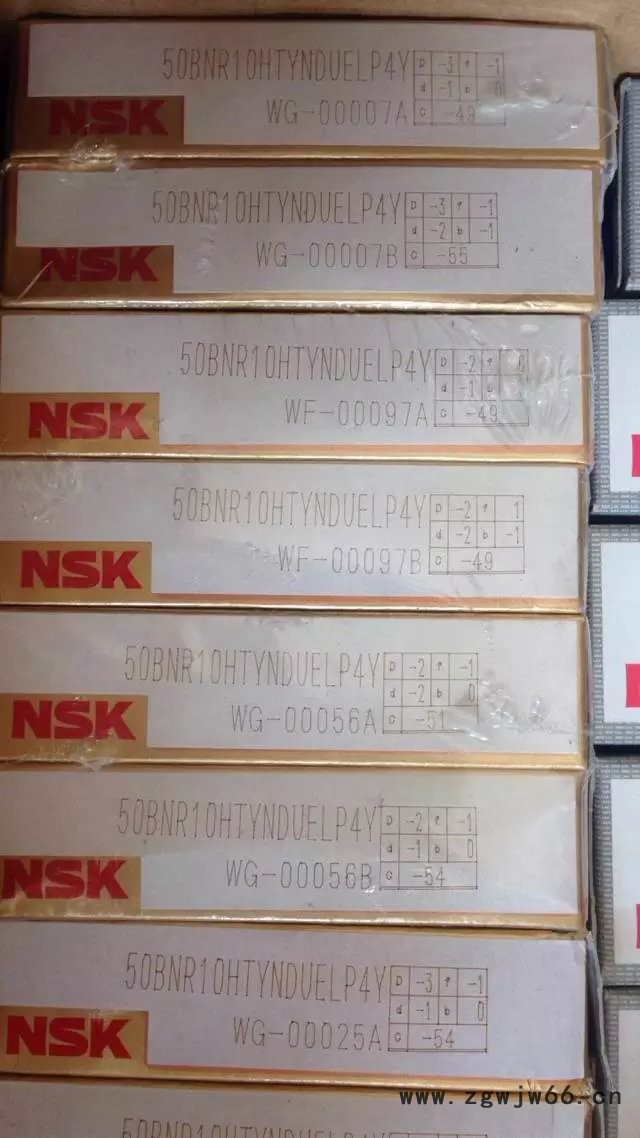 50BNR10HTYNDUELP4Y D -3 r -1
d -1 b 0
NSK WG-00007A C -49
50BNR10HTYNDUELP4Y D -3 r -1
d -2 b -1
NSK WG-00007B C -55
50BNR10HTYNDUELP4Y D -2 r 0
d -1 b
NSK WF-00097A C -49
50BNR10HTYNDUELP4Y D -2 r 1
d -2 b -1
NSK WF-00097B C -49
50BNR10HTYNDUELP4Y D -2 r -1
d -2 b 0
NSK WG-00056A C -51
50BNR10HTYNDUELP4Y D -2 r -1
d -1 b 0
NSK WG-00056B C -54
50BNR10HTYNDUELP4Y D -3 r -1
d -1 b 0
NSK WG-00025A C -54
www.zgwjw66.cn